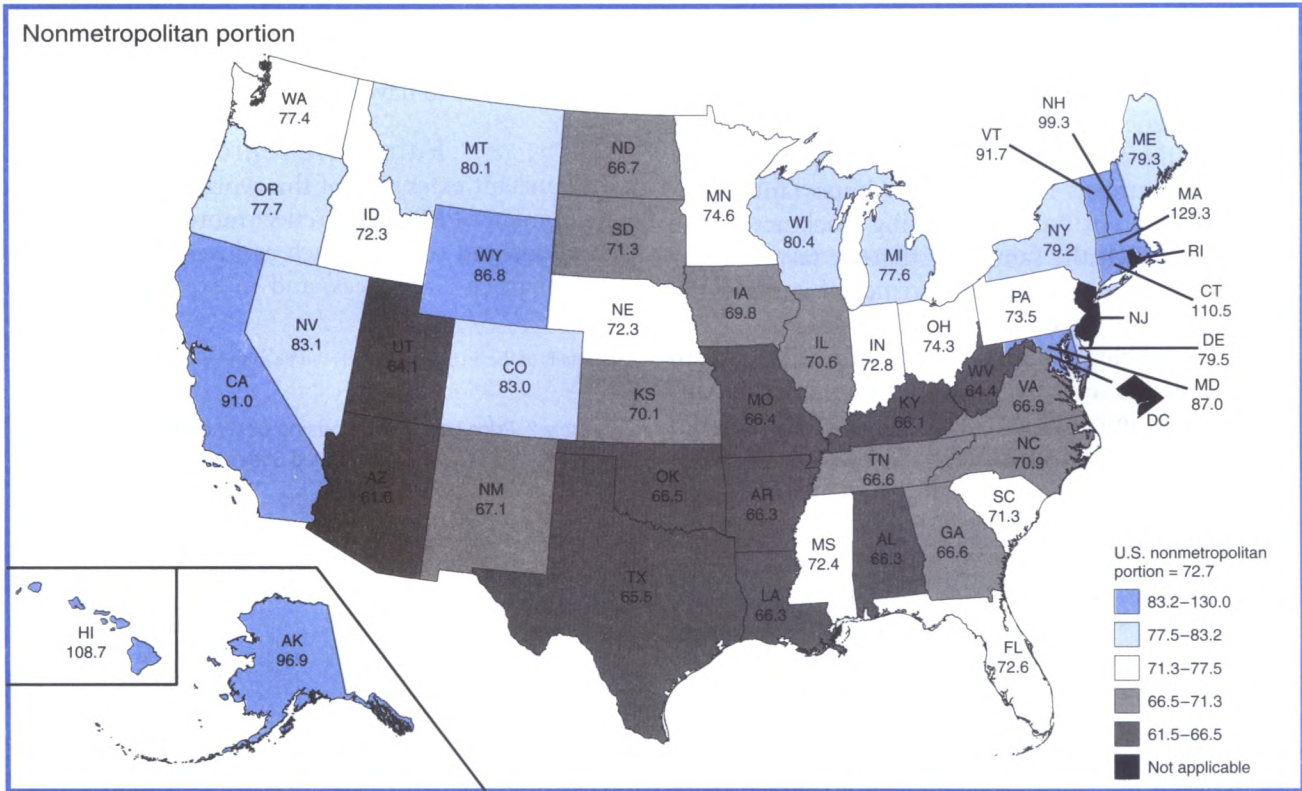 Nonmetropolitan portion
WA
77.4
OR
77.7
CA
91.0
NV
83.1
ID
72.3
MT
80.1
WY
86.8
UT
64.1
CO
83.0
AZ
61.6
NM
67.1
ND
66.7
SD
71.3
NE
72.3
KS
70.1
OK
66.5
TX
65.5
MN
74.6
IA
69.8
MO
66.4
AR
66.3
LA
66.3
WI
80.4
IL
70.6
MI
77.6
IN
72.8
OH
74.3
KY
66.1
TN
66.6
MS
72.4
AL
66.3
GA
66.6
FL
72.6
SC
71.3
NC
70.9
VA
66.9
WV
64.4
PA
73.5
NY
79.2
VT
91.7
NH
99.3
ME
79.3
MA
129.3
RI
CT
110.5
NJ
DE
79.5
MD
87.0
DC
HI
108.7
AK
96.9
U.S. nonmetropolitan
portion = 72.7
83.2–130.0
77.5–83.2
71.3–77.5
66.5–71.3
61.5–66.5
Not applicable